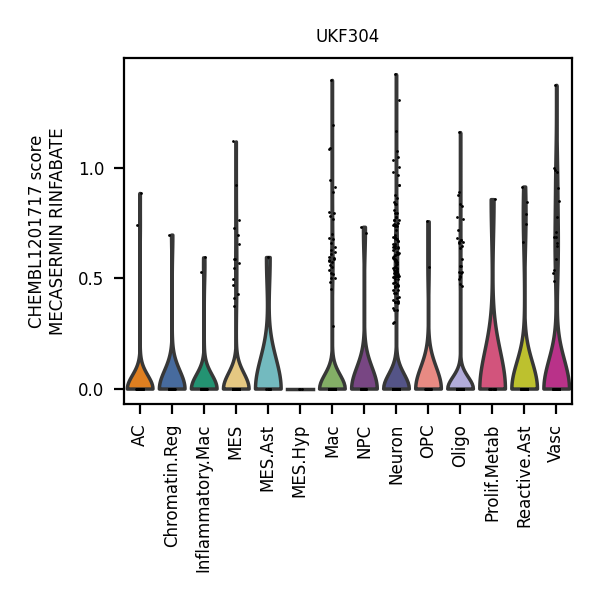 UKF304
CHEMBL1201717 score
MECASERMIN RINFABATE
1.0
0.5
0.0
AC
Chromatin.Reg
Inflammatory.Mac
MES
MES.Ast
MES.Hyp
Mac
NPC
Neuron
OPC
Oligo
Prolif.Metab
Reactive.Ast
Vasc